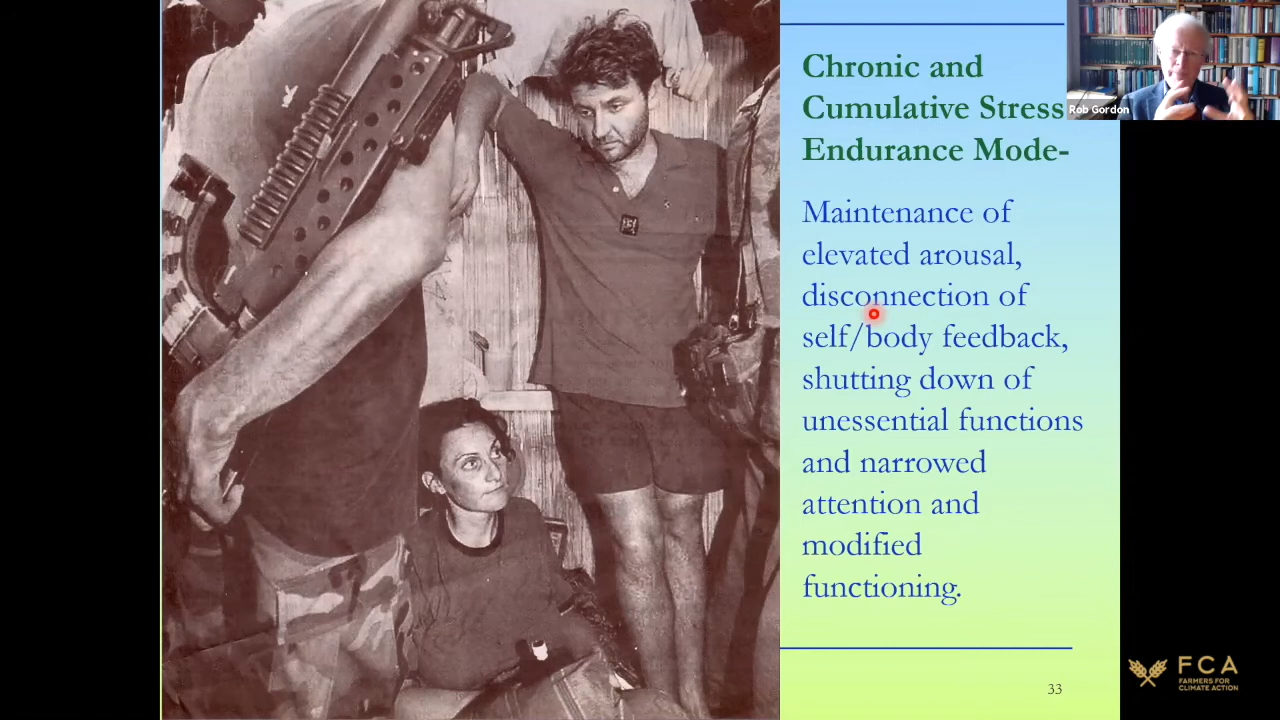 Chronic and
Cumulative Stress
Endurance Mode-
Maintenance of
elevated arousal,
disconnection of
self/body feedback,
shutting down of
unessential functions
and narrowed
attention and
modified
functioning.
33
Rob Gordon
FCA
FARMERS FOR
CLIMATE ACTION